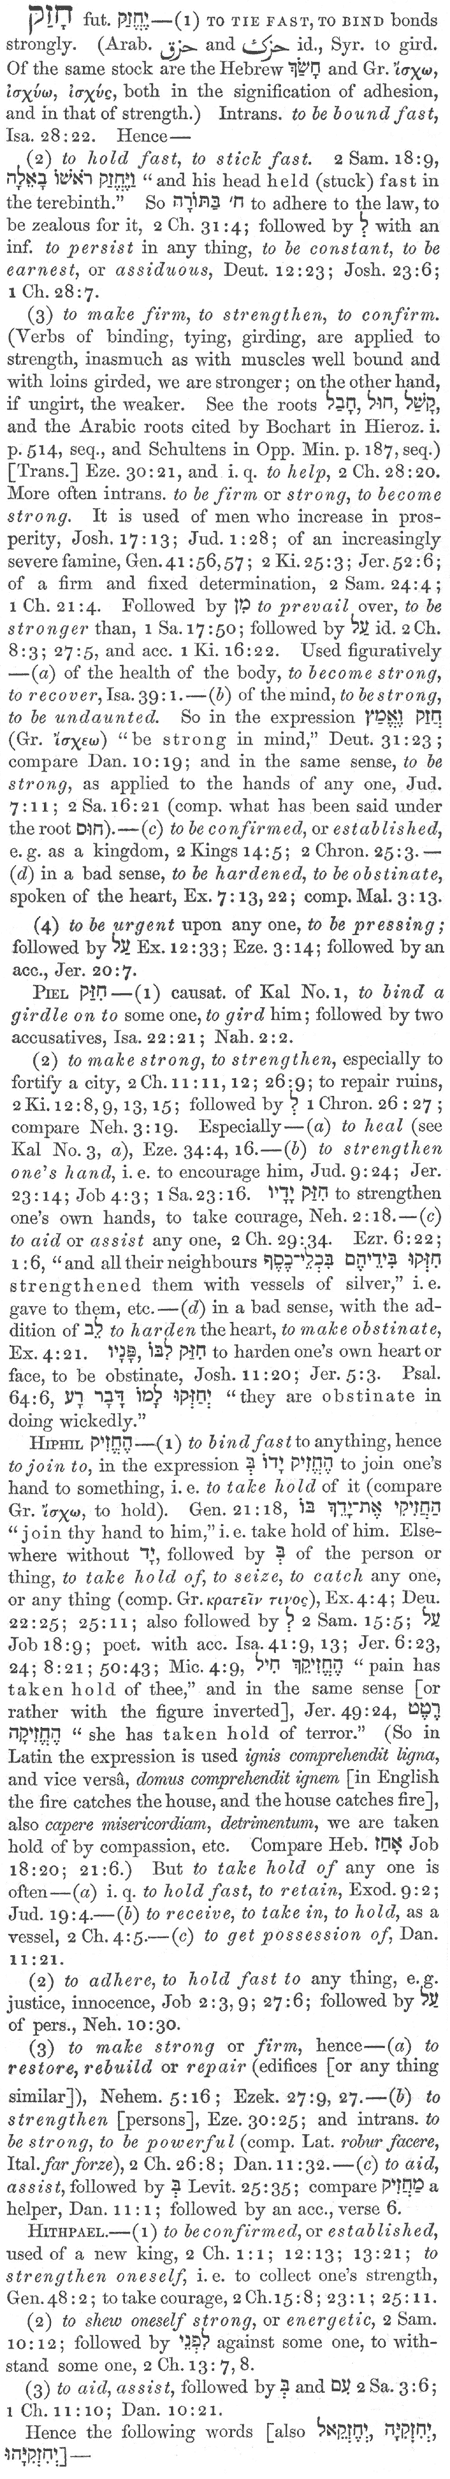 חָזַק fut. יֶחֱזַק—(1) TO TIE FAST, TO BIND bonds
strongly. (Arab. حزق and حزك id., Syr. to gird.
Of the same stock are the Hebrew חָשַׁךְ and Gr. ἴσχω,
ἰσχύω, ἰσχύς, both in the signification of adhesion,
and in that of strength.) Intrans. to be bound fast,
Isa. 28:22. Hence—
(2) to hold fast, to stick fast. 2 Sam. 18:9,
וַיֶּחֱזַק רֹאשׁוֹ בָאֵלָה “and his head held (stuck) fast in
the terebinth.” So ח׳ בַּתּוֹרָה to adhere to the law, to
be zealous for it, 2 Ch. 31:4; followed by לְ with an
inf. to persist in any thing, to be constant, to be
earnest, or assiduous, Deut. 12:23; Josh. 23:6;
1 Ch. 28:7.
(3) to make firm, to strengthen, to confirm.
(Verbs of binding, tying, girding, are applied to
strength, inasmuch as with muscles well bound and
with loins girded, we are stronger; on the other hand,
if ungirt, the weaker. See the roots קָשַׁל, חוּל, חָבַל
and the Arabic roots cited by Bochart in Hieroz. i.
p. 514, seq., and Schultens in Opp. Min. p. 187, seq.)
[Trans.] Eze. 30:21, and i. q. to help, 2 Ch. 28:20.
More often intrans. to be firm or strong, to become
strong. It is used of men who increase in pros-
perity, Josh. 17:13; Jud. 1:28; of an increasingly
severe famine, Gen. 41:56,57; 2 Ki. 25:3; Jer. 52:6;
of a firm and fixed determination, 2 Sam. 24:4;
1 Ch. 21:4. Followed by מִן to prevail over, to be
stronger than, 1 Sa. 17:50; followed by עַל id. 2 Ch.
8:3; 27:5, and acc. 1 Ki. 16:22. Used figuratively
—(a) of the health of the body, to become strong,
to recover, Isa. 39:1.—(b) of the mind, to be strong,
to be undaunted. So in the expression חֲזַק וֶאֱמַץ
(Gr. ἴσχεω) “be strong in mind,” Deut. 31:23;
compare Dan. 10:19; and in the same sense, to be
strong, as applied to the hands of any one, Jud.
7:11; 2 Sa. 16:21 (comp. what has been said under
the root חוּם).—(c) to be confirmed, or established,
e. g. as a kingdom, 2 Kings 14:5; 2 Chron. 25:3.—
(d) in a bad sense, to be hardened, to be obstinate,
spoken of the heart, Ex. 7:13, 22; comp. Mal. 3:13.
(4) to be urgent upon any one, to be pressing;
followed by עַל Ex. 12:33; Eze. 3:14; followed by an
acc., Jer. 20:7.
PIEL חִזַּק—(1) causat. of Kal No. 1, to bind a
girdle on to some one, to gird him; followed by two
accusatives, Isa. 22:21; Nah. 2:2.
(2) to make strong, to strengthen, especially to
fortify a city, 2 Ch. 11:11, 12; 26:9; to repair ruins,
2 Ki. 12:8, 9, 13, 15; followed by לְ 1 Chron. 26:27;
compare Neh. 3:19. Especially—(a) to heal (see
Kal No. 3, a), Eze. 34:4, 16.—(b) to strengthen
one's hand, i. e. to encourage him, Jud. 9:24; Jer.
23:14; Job 4:3; 1 Sa. 23:16. חִזַּק יָדָיו to strengthen
one's own hands, to take courage, Neh. 2:18.—(c)
to aid or assist any one, 2 Ch. 29:34. Ezr. 6:22;
1:6, “and all their neighbours חִזְּקוּ בִידֵיהֶם בִּכְלֵי־כֶסֶף
strengthened them with vessels of silver,” i. e.
gave to them, etc.—(d) in a bad sense, with the ad-
dition of לֵב to harden the heart, to make obstinate,
Ex. 4:21. חִזַּק לִבּוֹ, פָּנָיו to harden one's own heart or
face, to be obstinate, Josh. 11:20; Jer. 5:3. Psal.
64:6, יְחַזְּקוּ לָמוֹ דָּבָר רָע “they are obstinate in
doing wickedly.”
HIPHIL הֶחֱזִיק—(1) to bind fast to anything, hence
to join to, in the expression הֶחֱזִיק יָדוֹ בְּ to join one's
hand to something, i. e. to take hold of it (compare
Gr. ἴσχω, to hold). Gen. 21:18, הַחֲזִיקִי אֶת־יָדֵךְ בּוֹ
“join thy hand to him,” i. e. take hold of him. Else-
where without יָד, followed by בְּ of the person or
thing, to take hold of, to seize, to catch any one,
or any thing (comp. Gr. κρατεῖν τινος), Ex. 4:4; Deu.
22:25; 25:11; also followed by לְ 2 Sam. 15:5; עַל
Job 18:9; poet. with acc. Isa. 41:9, 13; Jer. 6:23,
24; 8:21; 50:43; Mic. 4:9, הֶחֱזִיקֵךְ חִיל “pain has
taken hold of thee,” and in the same sense [or
rather with the figure inverted], Jer. 49:24, רֶטֶט
הֶחֱזִיקָה “she has taken hold of terror.” (So in
Latin the expression is used ignis comprehendit ligna,
and vice versâ, domus comprehendit ignem [in English
the fire catches the house, and the house catches fire],
also capere misericordiam, detrimentum, we are taken
hold of by compassion, etc. Compare Heb. אָחַז Job
18:20; 21:6.) But to take hold of any one is
often—(a) i. q. to hold fast, to retain, Exod. 9:2;
Jud. 19:4.—(b) to receive, to take in, to hold, as a
vessel, 2 Ch. 4:5.—(c) to get possession of, Dan.
11:21.
(2) to adhere, to hold fast to any thing, e. g.
justice, innocence, Job 2:3, 9; 27:6; followed by עַל
of pers., Neh. 10:30.
(3) to make strong or firm, hence—(a) to
restore, rebuild or repair (edifices [or any thing
similar]), Nehem. 5:16; Ezek. 27:9, 27.—(b) to
strengthen [persons], Eze. 30:25; and intrans. to
be strong, to be powerful (comp. Lat. robur facere,
Ital. far forze), 2 Ch. 26:8; Dan. 11:32.—(c) to aid,
assist, followed by בְּ Levit. 25:35; compare מַחֲזִיק a
helper, Dan. 11:1; followed by an acc., verse 6.
HITHPAEL.—(1) to be confirmed, or established,
used of a new king, 2 Ch. 1:1; 12:13; 13:21; to
strengthen oneself, i. e. to collect one's strength,
Gen. 48:2; to take courage, 2 Ch. 15:8; 23:1; 25:11.
(2) to shew oneself strong, or energetic, 2 Sam.
10:12; followed by לִפְנֵי against some one, to with-
stand some one, 2 Ch. 13:7, 8.
(3) to aid, assist, followed by בְּ and עִם 2 Sa. 3:6;
1 Ch. 11:10; Dan. 10:21.
Hence the following words [also יְחֶזְקֵאל, יְחִזְקִיָּה,
יְחִזְקִיָּהוּ]—